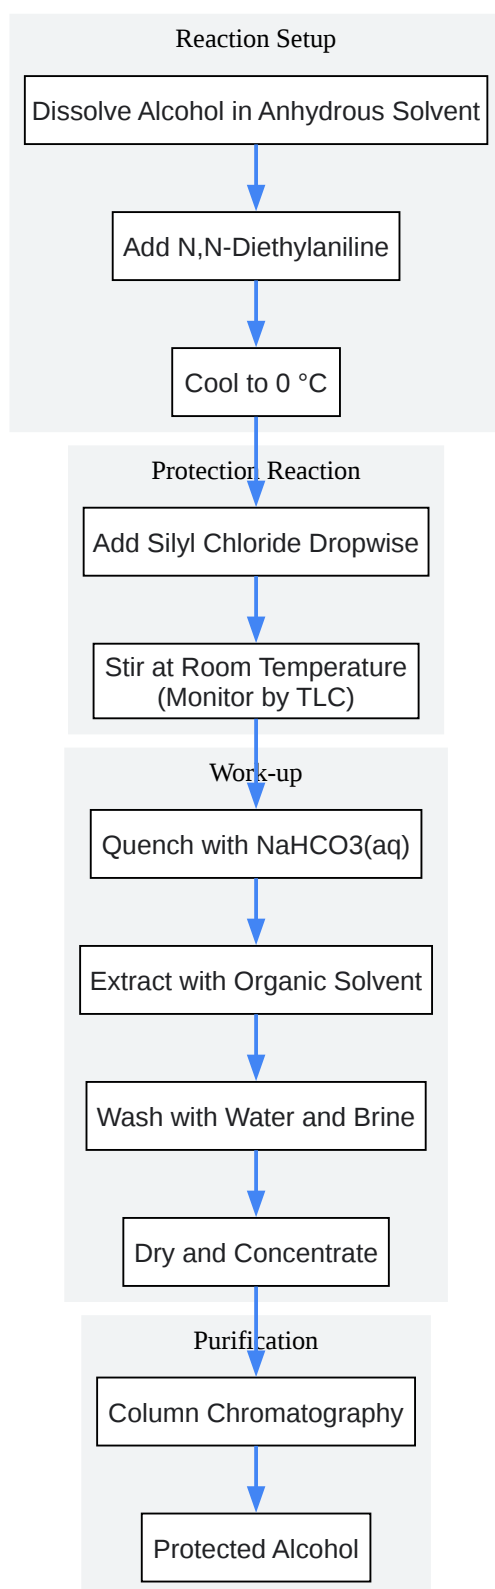 Reaction Setup
Dissolve Alcohol in Anhydrous Solvent
Add N,N-Diethylaniline
Cool to 0 °C
Protection Reaction
Add Silyl Chloride Dropwise
Stir at Room Temperature
(Monitor by TLC)
Work-up
Quench with NaHCO3(aq)
Extract with Organic Solvent
Wash with Water and Brine
Dry and Concentrate
Purification
Column Chromatography
Protected Alcohol